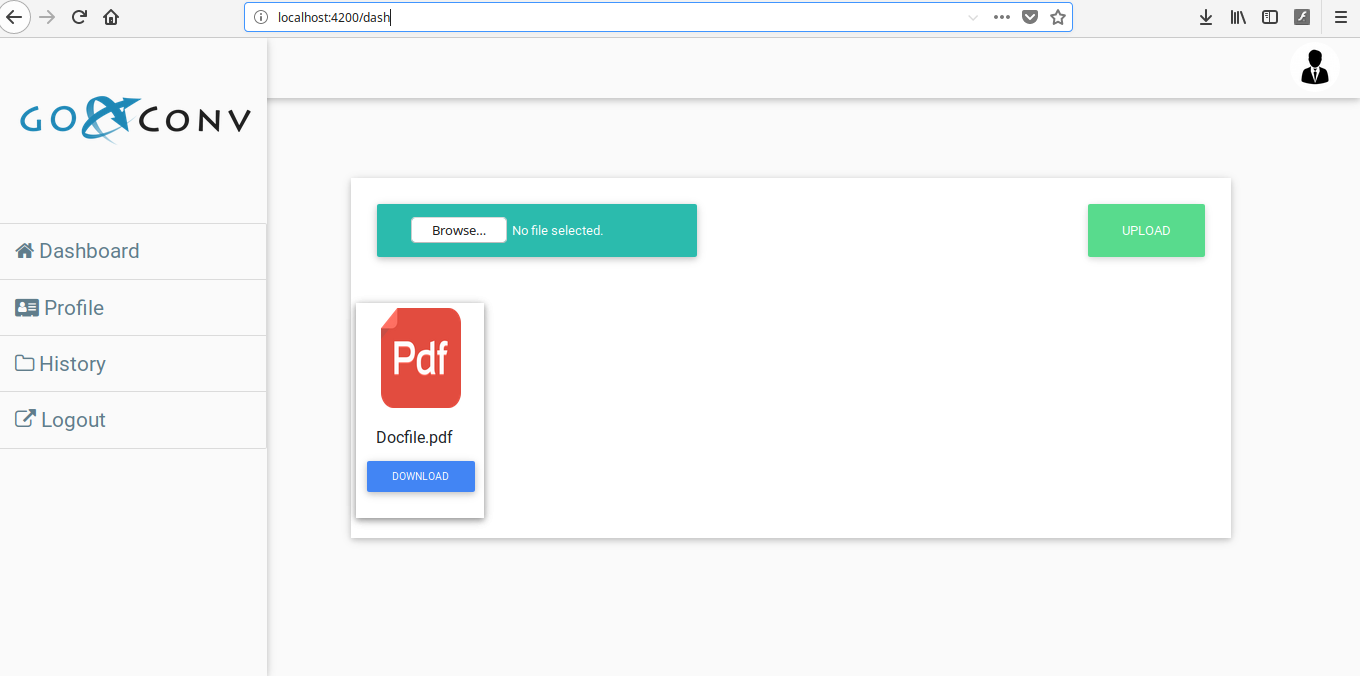 localhost:4200/dash
GO CONV
Dashboard
Profile
History
Logout
Browse... No file selected.
UPLOAD
Pdf
Docfile.pdf
DOWNLOAD